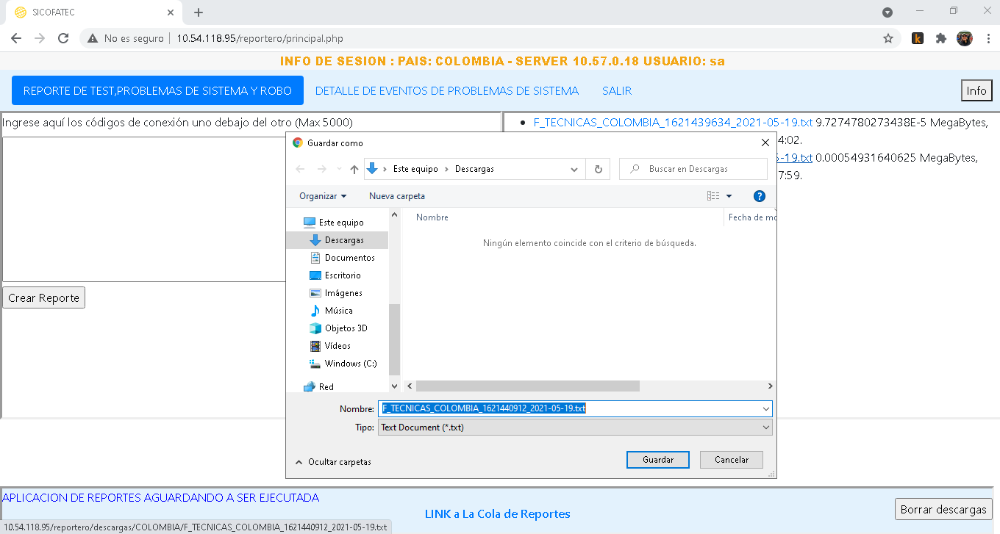 SICOFATEC
No es seguro | 10.54.118.95/reportero/principal.php
INFO DE SESION : PAIS: COLOMBIA - SERVER 10.57.0.18 USUARIO: sa
REPORTE DE TEST,PROBLEMAS DE SISTEMA Y ROBO
DETALLE DE EVENTOS DE PROBLEMAS DE SISTEMA
SALIR
Info
Ingrese aquí los códigos de conexión uno debajo del otro (Max 5000)
Crear Reporte
F_TECNICAS_COLOMBIA_1621439634_2021-05-19.txt 9.7274780273438E-5 MegaBytes,
4:02.
5-19.txt 0.00054931640625 MegaBytes,
7:59.
Guardar como
Este equipo > Descargas
Buscar en Descargas
Organizar
Nueva carpeta
Este equipo
Descargas
Documentos
Escritorio
Imágenes
Música
Objetos 3D
Vídeos
Windows (C:)
Red
Nombre
Fecha de mo
Ningún elemento coincide con el criterio de búsqueda.
Nombre: F_TECNICAS_COLOMBIA_1621440912_2021-05-19.txt
Tipo: Text Document (*.txt)
Ocultar carpetas
Guardar
Cancelar
APLICACION DE REPORTES AGUARDANDO A SER EJECUTADA
LINK a La Cola de Reportes
Borrar descargas
10.54.118.95/reportero/descargas/COLOMBIA/F_TECNICAS_COLOMBIA_1621440912_2021-05-19.txt